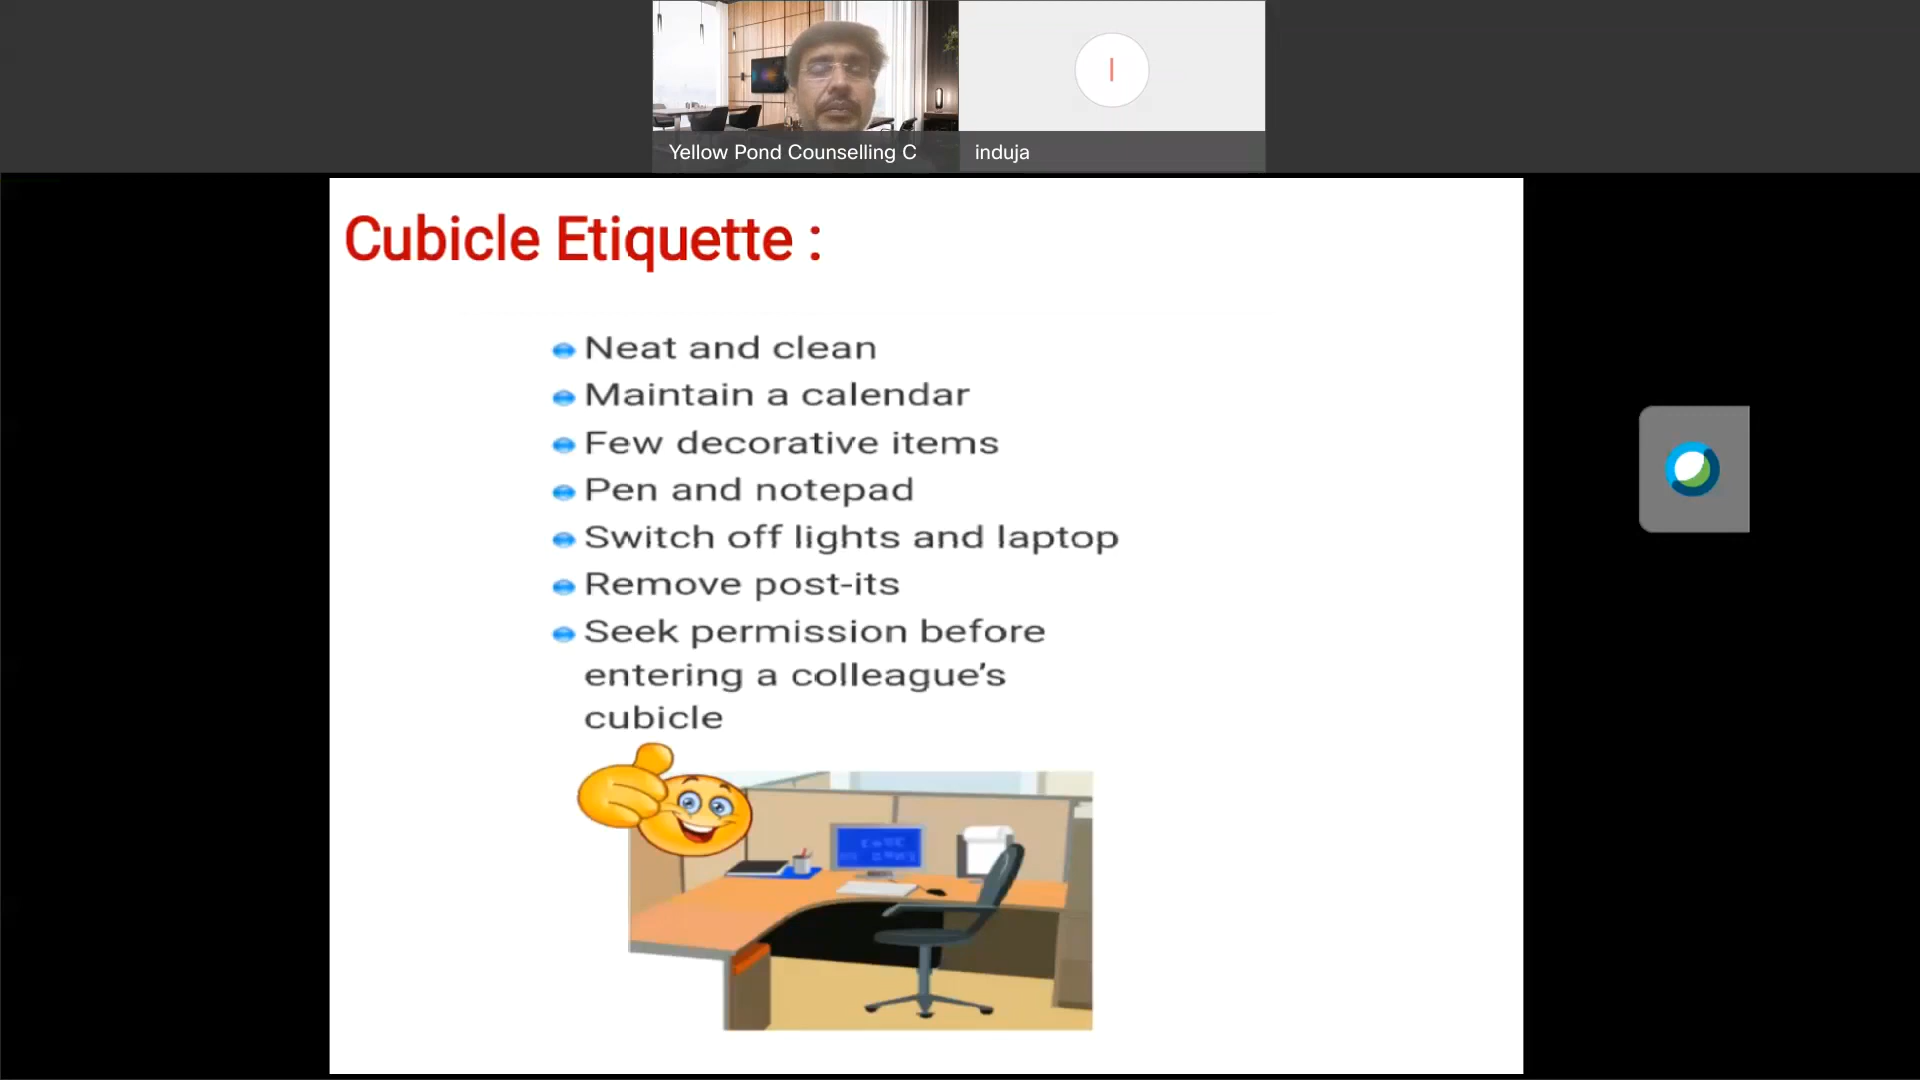 Yellow Pond Counselling C
I
induja
Cubicle Etiquette :
Neat and clean
Maintain a calendar
Few decorative items
Pen and notepad
Switch off lights and laptop
Remove post-its
Seek permission before
entering a colleague's
cubicle